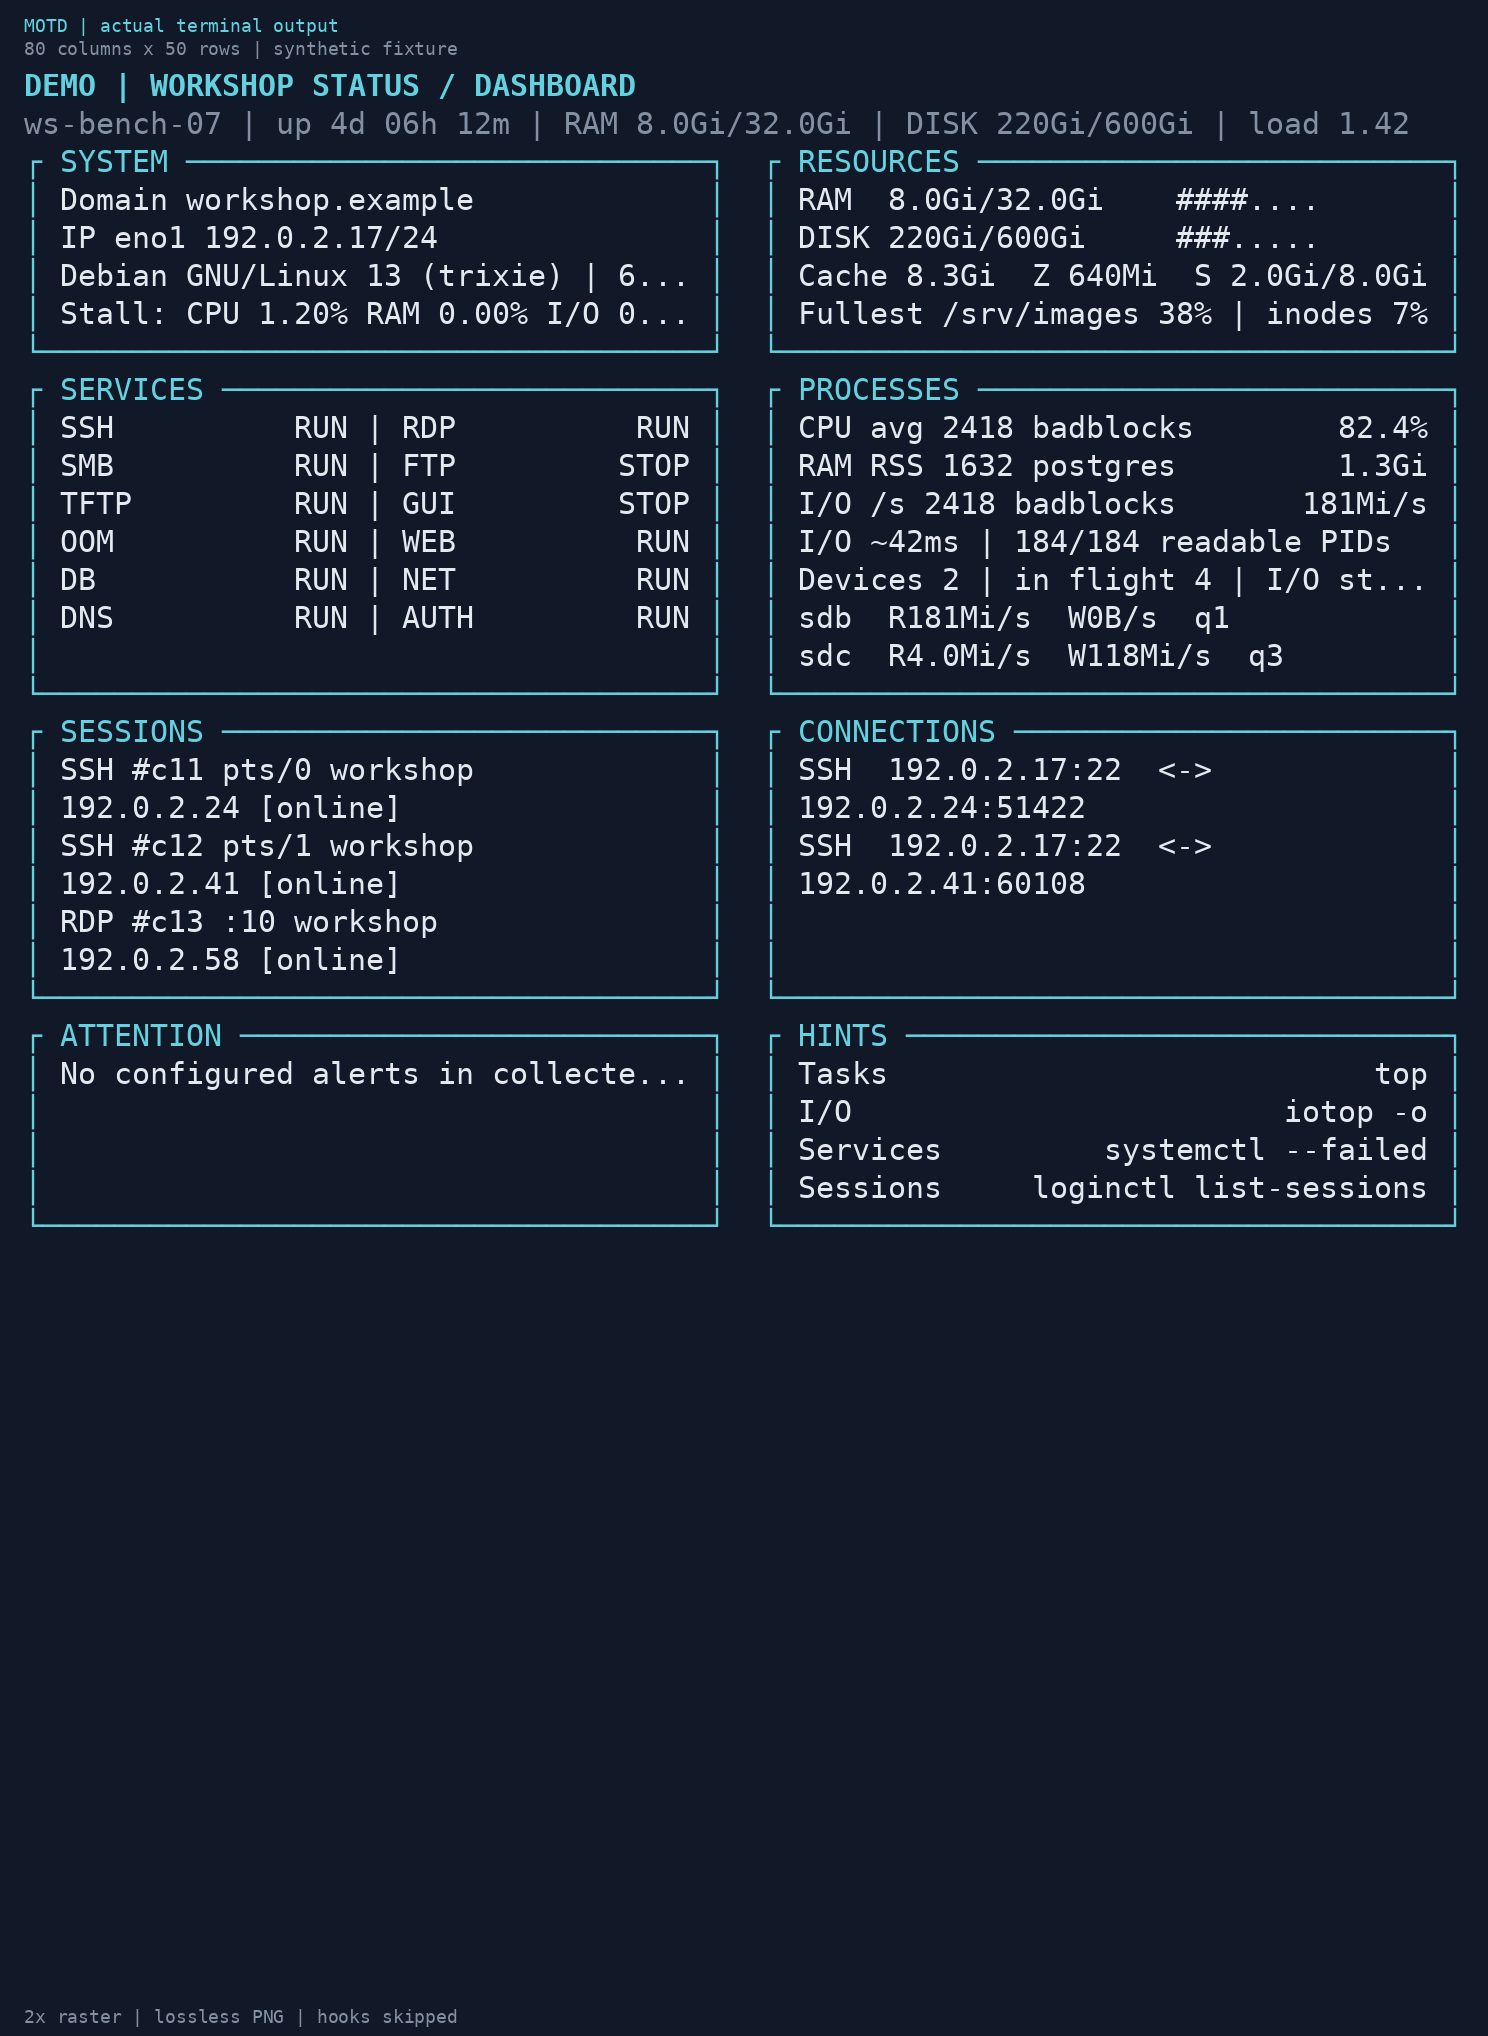 MOTD | actual terminal output
80 columns x 50 rows | synthetic fixture
DEMO | WORKSHOP STATUS / DASHBOARD
ws-bench-07 | up 4d 06h 12m | RAM 8.0Gi/32.0Gi | DISK 220Gi/600Gi | load 1.42
SYSTEM
Domain workshop.example
IP eno1 192.0.2.17/24
Debian GNU/Linux 13 (trixie) | 6...
Stall: CPU 1.20% RAM 0.00% I/O 0...
RESOURCES
RAM  8.0Gi/32.0Gi    ####....
DISK 220Gi/600Gi     ###.....
Cache 8.3Gi  Z 640Mi  S 2.0Gi/8.0Gi
Fullest /srv/images 38% | inodes 7%
SERVICES
SSH          RUN | RDP          RUN
SMB          RUN | FTP         STOP
TFTP         RUN | GUI         STOP
OOM          RUN | WEB          RUN
DB           RUN | NET          RUN
DNS          RUN | AUTH         RUN
PROCESSES
CPU avg 2418 badblocks        82.4%
RAM RSS 1632 postgres         1.3Gi
I/O /s 2418 badblocks       181Mi/s
I/O ~42ms | 184/184 readable PIDs
Devices 2 | in flight 4 | I/O st...
sdb  R181Mi/s  W0B/s  q1
sdc  R4.0Mi/s  W118Mi/s  q3
SESSIONS
SSH #c11 pts/0 workshop
192.0.2.24 [online]
SSH #c12 pts/1 workshop
192.0.2.41 [online]
RDP #c13 :10 workshop
192.0.2.58 [online]
CONNECTIONS
SSH  192.0.2.17:22  <->
192.0.2.24:51422
SSH  192.0.2.17:22  <->
192.0.2.41:60108
ATTENTION
No configured alerts in collecte...
HINTS
Tasks                           top
I/O                        iotop -o
Services         systemctl --failed
Sessions     loginctl list-sessions
2x raster | lossless PNG | hooks skipped